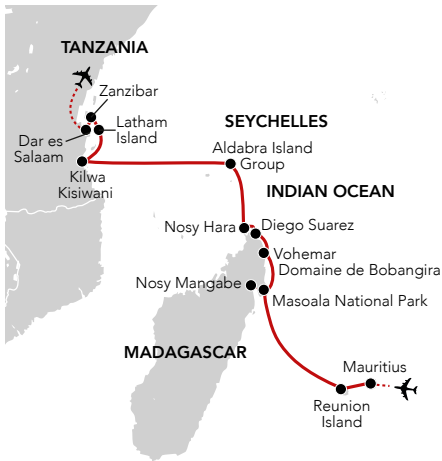 TANZANIA
Zanzibar
Latham
Island
Dar es
Salaam
Kilwa
Kisiwani
SEYCHELLES
Aldabra Island
Group
INDIAN OCEAN
Nosy Hara
Diego Suarez
Vohemar
Domaine de Bobangira
Nosy Mangabe
Masoala National Park
MADAGASCAR
Mauritius
Reunion
Island